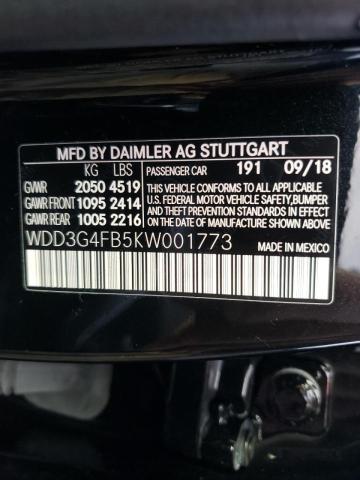 MFD BY DAIMLER AG STUTTGART
KG LBS
PASSENGER CAR 191 09/18
GVWR 2050 4519
GAWR FRONT 1095 2414
GAWR REAR 1005 2216
THIS VEHICLE CONFORMS TO ALL APPLICABLE
U.S. FEDERAL MOTOR VEHICLE SAFETY,BUMPER
AND THEFT PREVENTION STANDARDS IN EFFECT
ON THE DATE OF MANUFACTURE SHOWN ABOVE
WDD3G4FB5KW001773
MADE IN MEXICO